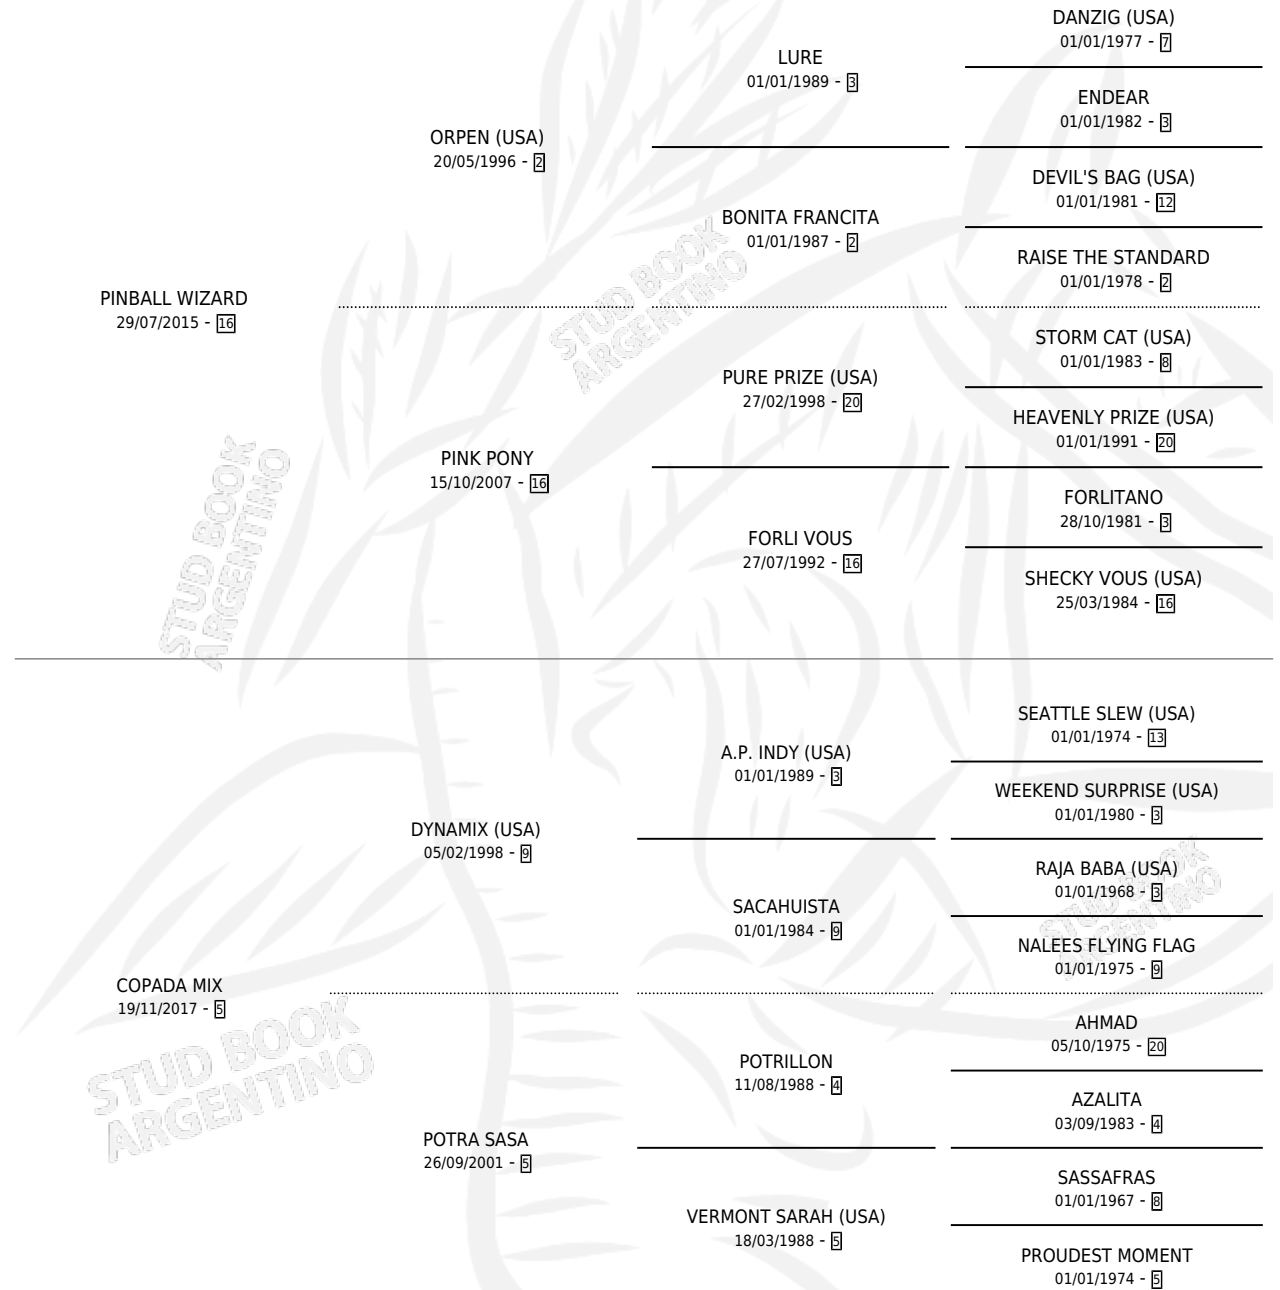 DANZIG (USA)
01/01/1977 - 7
LURE
01/01/1989 - 3
ENDEAR
01/01/1982 - 3
ORPEN (USA)
20/05/1996 - 2
DEVIL'S BAG (USA)
01/01/1981 - 12
BONITA FRANCITA
01/01/1987 - 2
RAISE THE STANDARD
01/01/1978 - 2
PINBALL WIZARD
29/07/2015 - 16
STUD BOOK
ARGENTINO
STORM CAT (USA)
01/01/1983 - 8
PURE PRIZE (USA)
27/02/1998 - 20
HEAVENLY PRIZE (USA)
01/01/1991 - 20
PINK PONY
15/10/2007 - 16
FORLITANO
28/10/1981 - 3
FORLI VOUS
27/07/1992 - 16
SHECKY VOUS (USA)
25/03/1984 - 16
STUD BOOK
ARGENTINO
SEATTLE SLEW (USA)
01/01/1974 - 13
A.P. INDY (USA)
01/01/1989 - 3
WEEKEND SURPRISE (USA)
01/01/1980 - 3
DYNAMIX (USA)
05/02/1998 - 9
RAJA BABA (USA)
01/01/1968 - 3
STUD BOOK
ARGENTINO
SACAHUISTA
01/01/1984 - 9
NALEES FLYING FLAG
01/01/1975 - 9
COPADA MIX
19/11/2017 - 5
STUD BOOK
ARGENTINO
AHMAD
05/10/1975 - 20
POTRILLON
11/08/1988 - 4
AZALITA
03/09/1983 - 4
POTRA SASA
26/09/2001 - 5
SASSAFRAS
01/01/1967 - 8
VERMONT SARAH (USA)
18/03/1988 - 5
PROUDEST MOMENT
01/01/1974 - 5